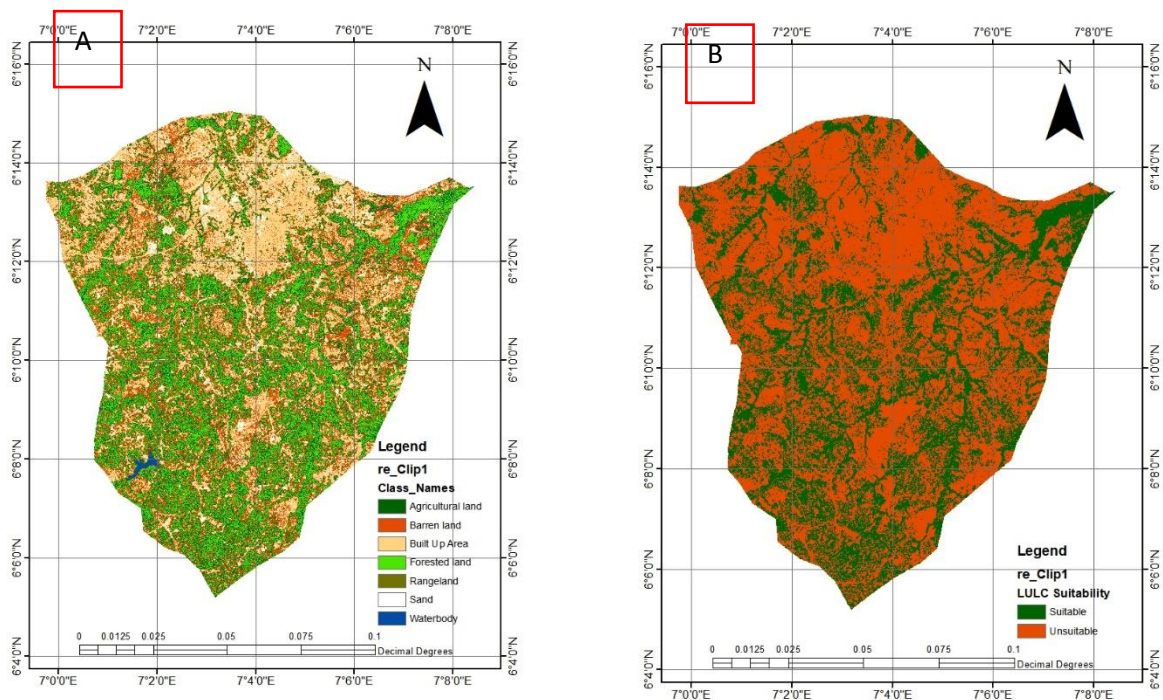 A
7°0'0"E 7°2'0"E 7°4'0"E 7°6'0"E 7°8'0"E
6°16'0"N
6°14'0"N
6°12'0"N
6°10'0"N
6°8'0"N
6°6'0"N
6°4'0"N
N
6°16'0"N
6°14'0"N
6°12'0"N
6°10'0"N
6°8'0"N
6°6'0"N
6°4'0"N
Legend
re_Clip1
Class_Names
Agricultural land
Barren land
Built Up Area
Forested land
Rangeland
Sand
Waterbody
0 0.0125 0.025 0.05 0.075 0.1
Decimal Degrees
7°0'0"E 7°2'0"E 7°4'0"E 7°6'0"E 7°8'0"E
B
7°0'0"E 7°2'0"E 7°4'0"E 7°6'0"E 7°8'0"E
6°16'0"N
6°14'0"N
6°12'0"N
6°10'0"N
6°8'0"N
6°6'0"N
6°4'0"N
N
6°16'0"N
6°14'0"N
6°12'0"N
6°10'0"N
6°8'0"N
6°6'0"N
6°4'0"N
Legend
re_Clip1
LULC Suitability
Suitable
Unsuitable
0 0.0125 0.025 0.05 0.075 0.1
Decimal Degrees
7°0'0"E 7°2'0"E 7°4'0"E 7°6'0"E 7°8'0"E